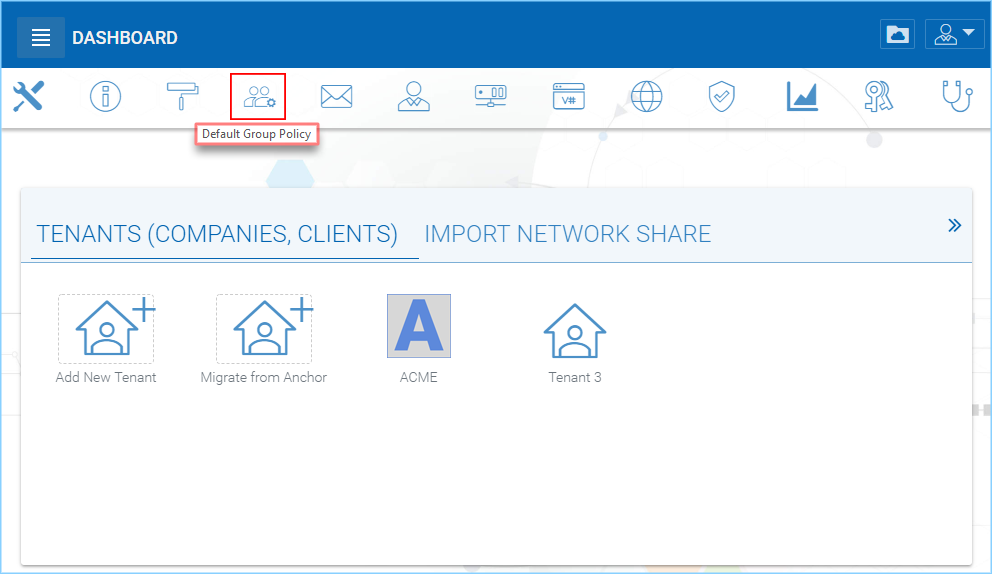 DASHBOARD
V#
Default Group Policy
TENANTS (COMPANIES, CLIENTS) IMPORT NETWORK SHARE
A
Add New Tenant Migrate from Anchor ACME Tenant 3